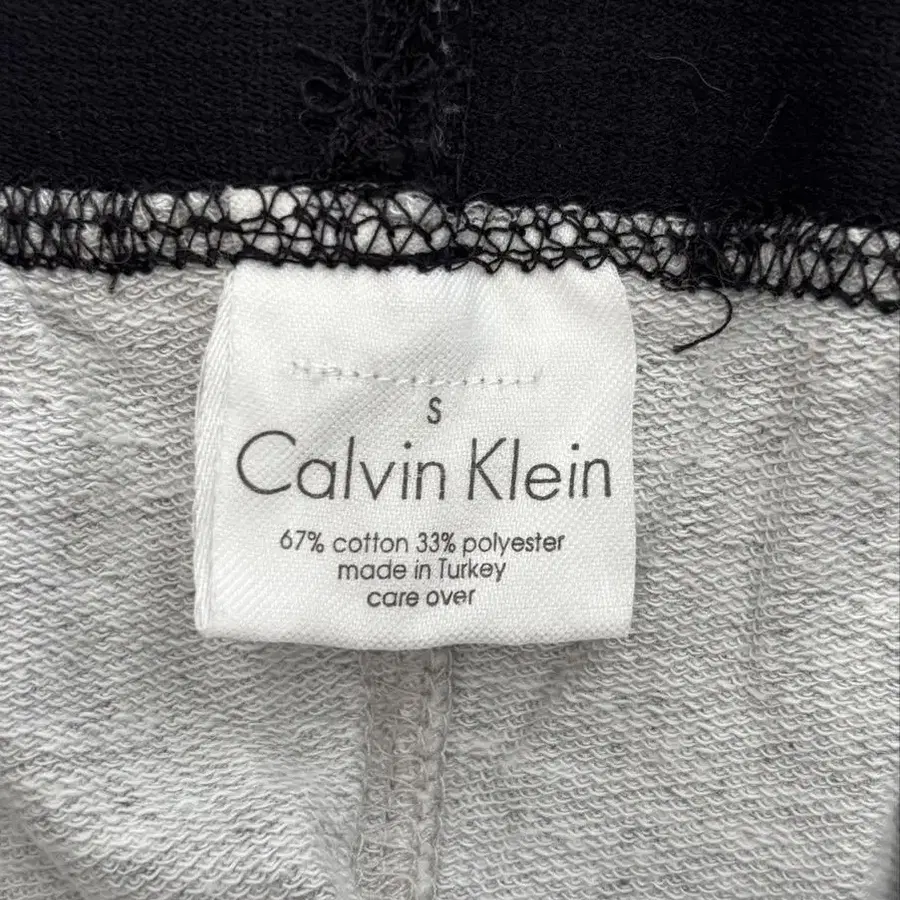 S
Calvin Klein
67% cotton 33% polyester
made in Turkey
care over